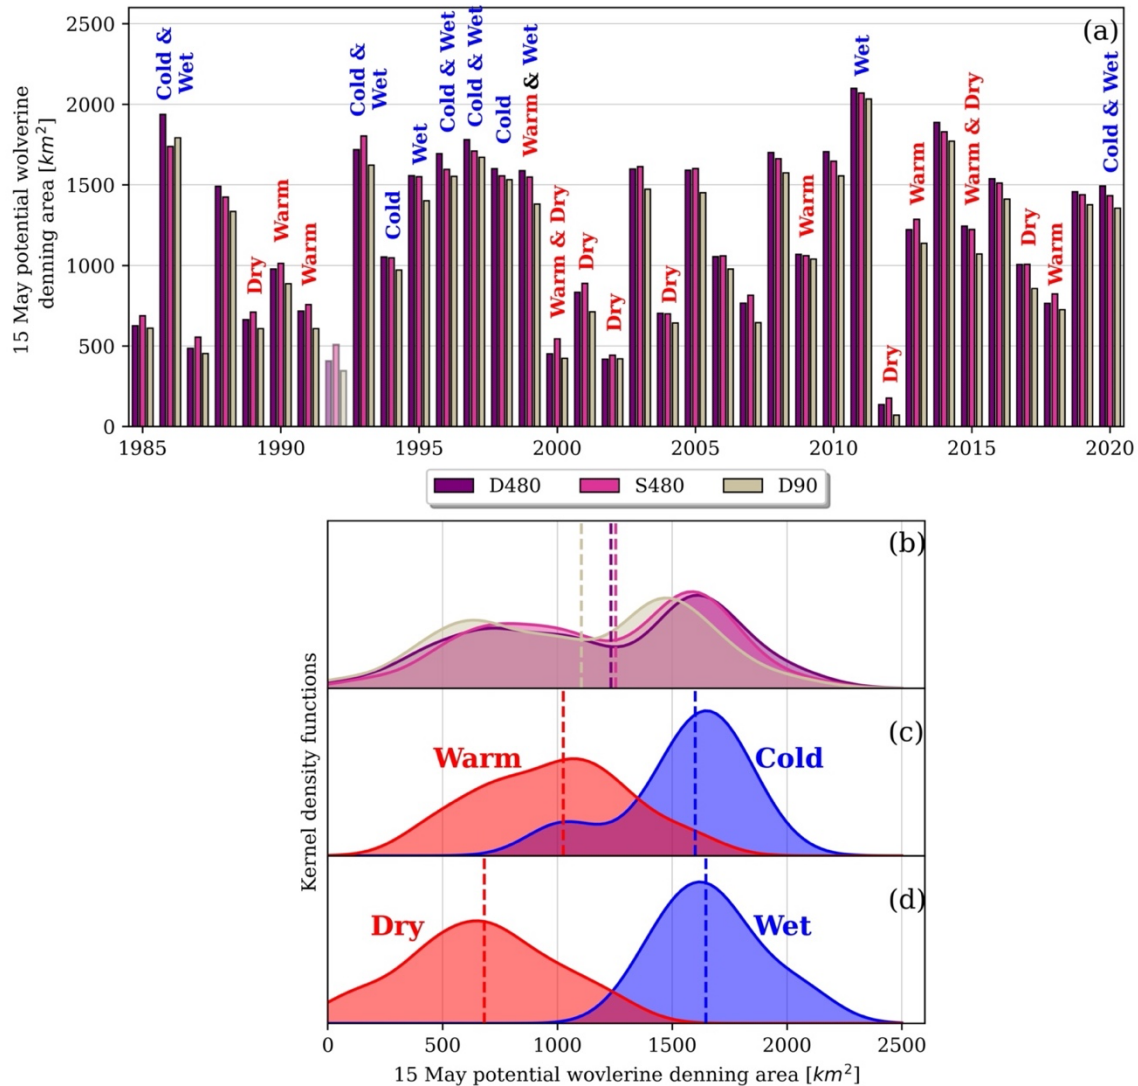 (a)
15 May potential wolverine
denning area [km²]
2500
2000
1500
1000
500
0
Cold &
Wet
Dry
Warm
Warm
Cold &
Wet
Cold
Wet
Cold & Wet
Cold & Wet
Cold
Warm & Wet
Warm & Dry
Dry
Dry
Dry
Warm
Wet
Dry
Warm
Warm & Dry
Dry
Warm
Cold & Wet
1985 1990 1995 2000 2005 2010 2015 2020
D480 S480 D90
(b)
Kernel density functions
(c)
Warm Cold
(d)
Dry Wet
0 500 1000 1500 2000 2500
15 May potential wovlerine denning area [km²]